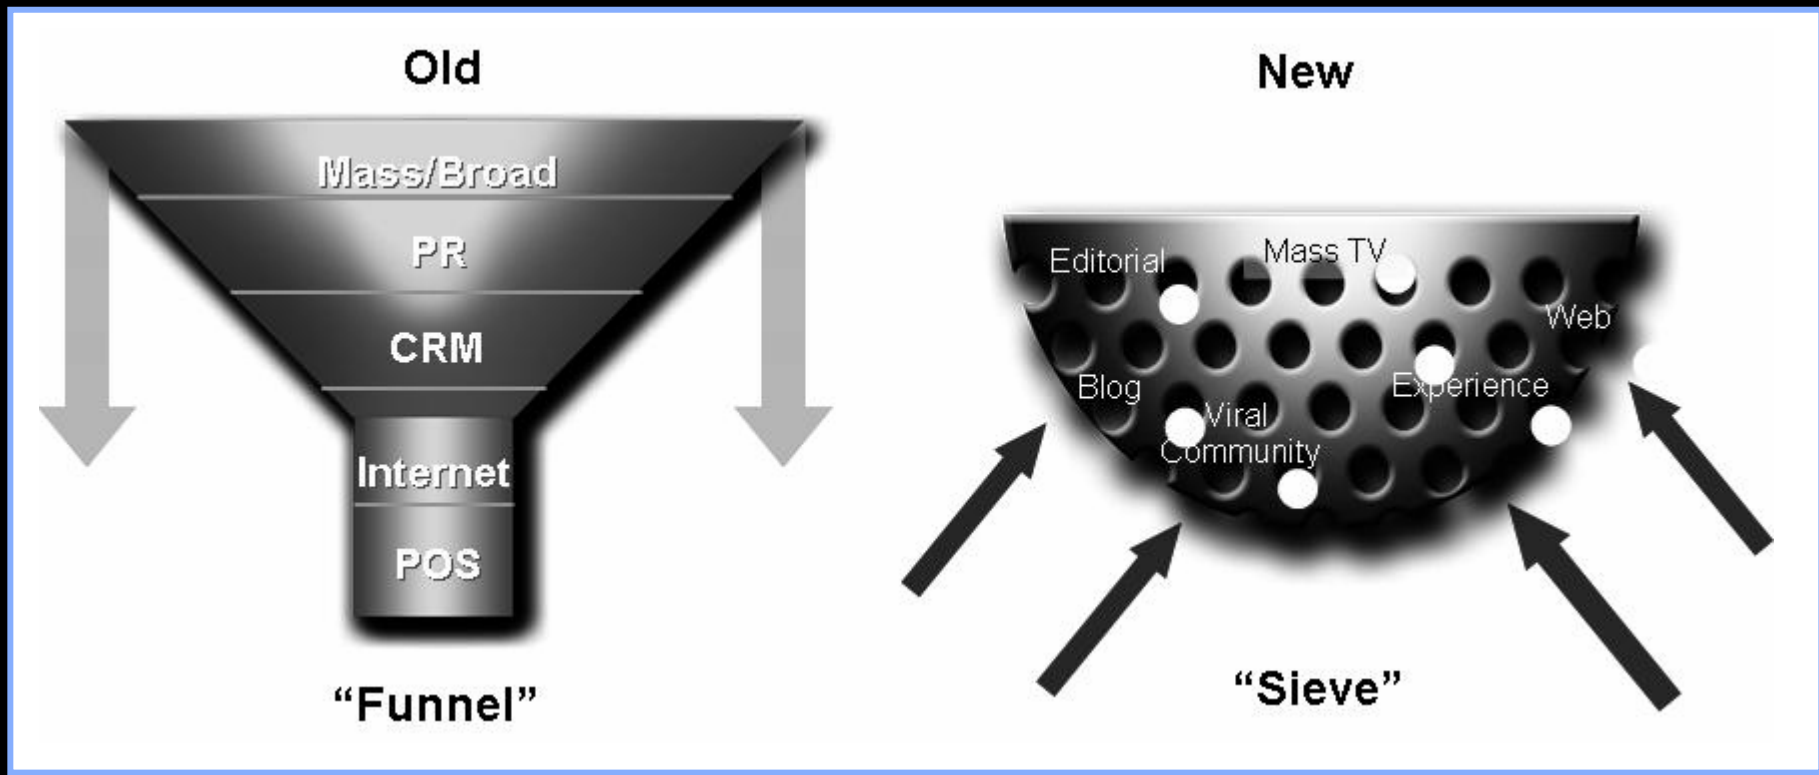 Old
Mass/Broad
PR
CRM
Internet
POS
“Funnel”
New
Editorial
Mass TV
Web
Blog
Experience
Viral
Community
“Sieve”